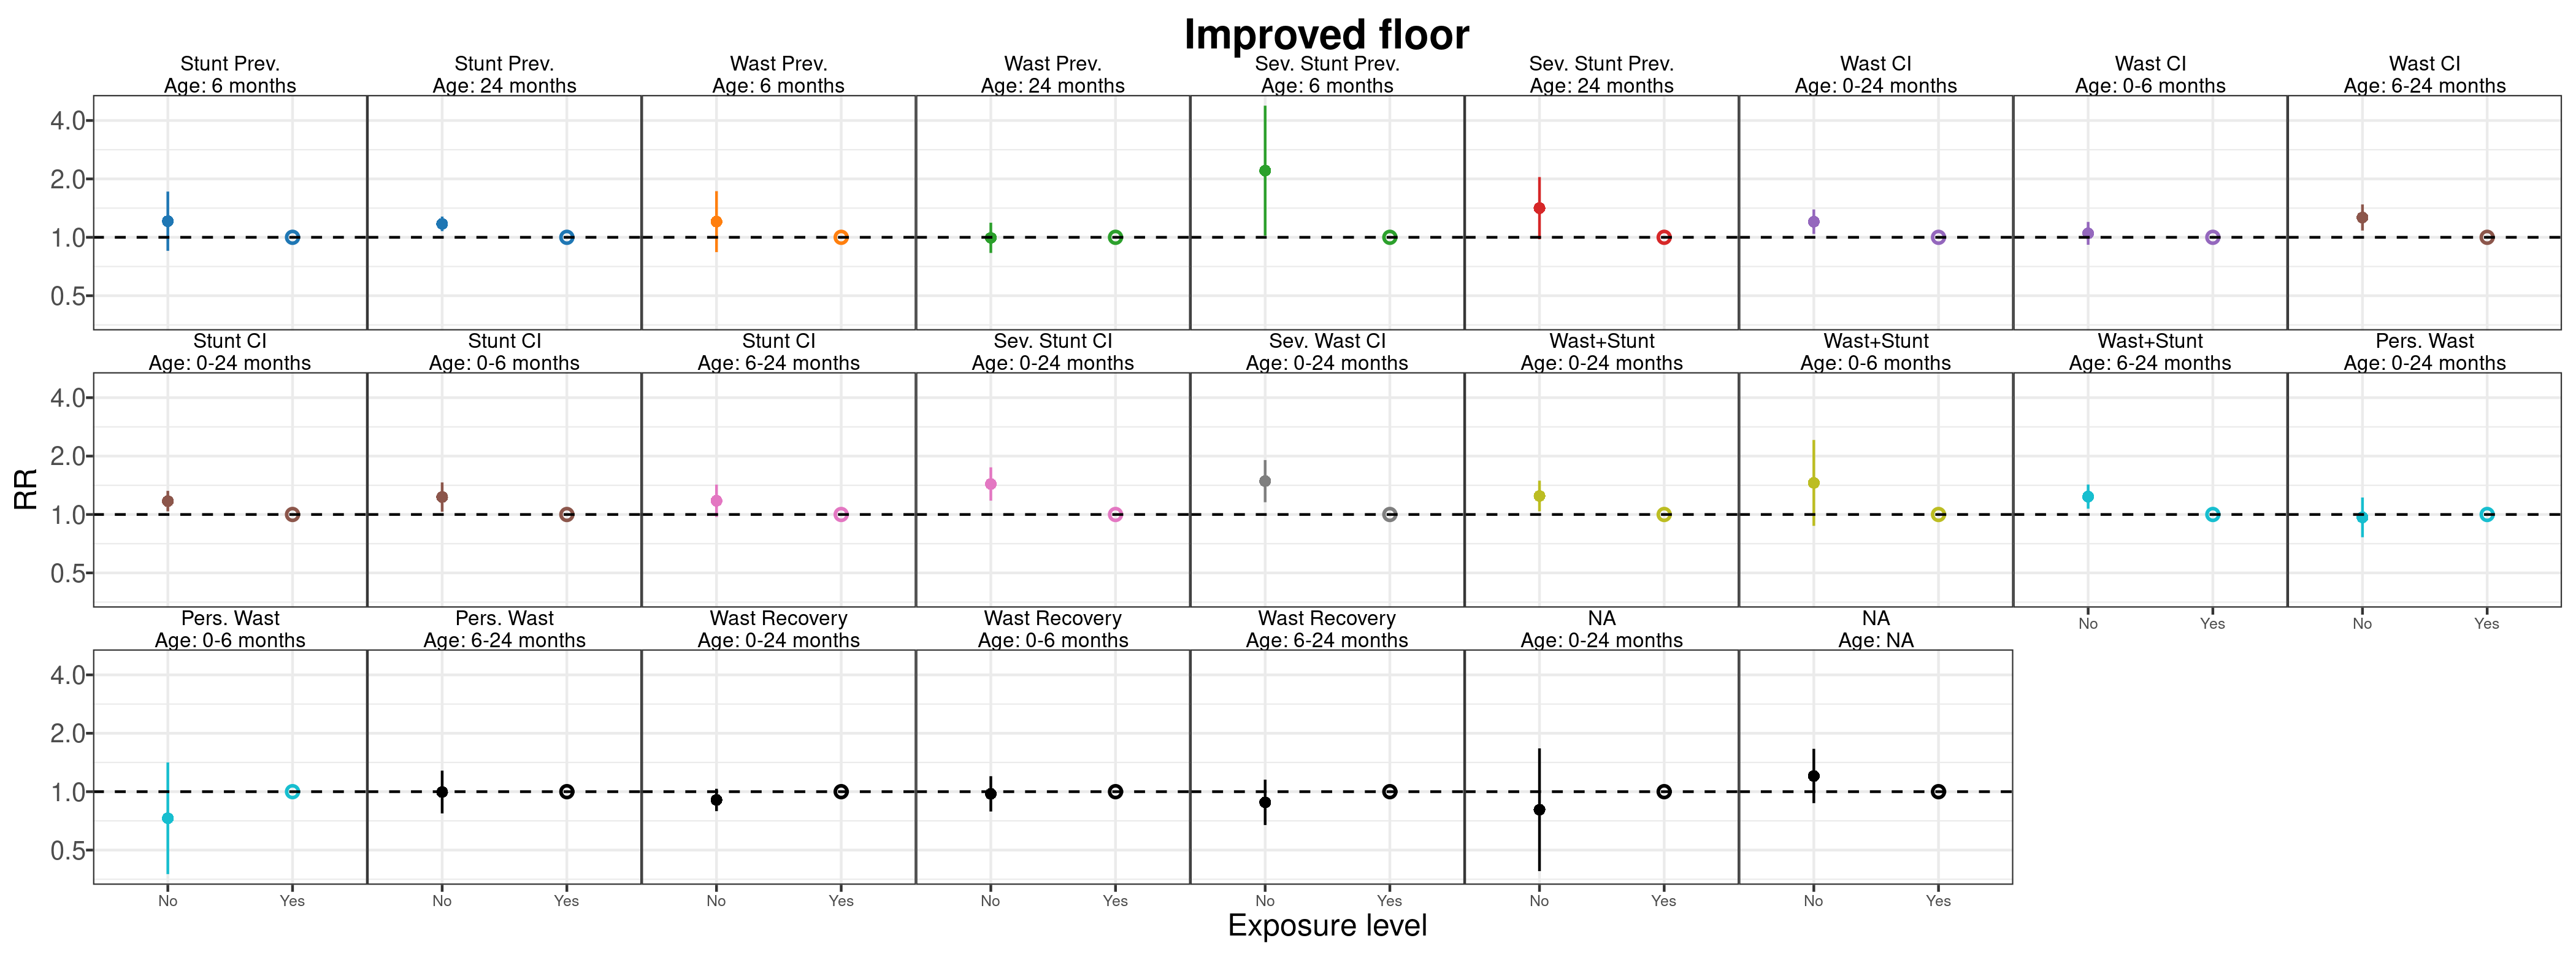 Improved floor
Stunt Prev.
Age: 6 months
Stunt Prev.
Age: 24 months
Wast Prev.
Age: 6 months
Wast Prev.
Age: 24 months
Sev. Stunt Prev.
Age: 6 months
Sev. Stunt Prev.
Age: 24 months
Wast CI
Age: 0-24 months
Wast CI
Age: 0-6 months
Wast CI
Age: 6-24 months
4.0
2.0
1.0
0.5
Stunt CI
Age: 0-24 months
Stunt CI
Age: 0-6 months
Stunt CI
Age: 6-24 months
Sev. Stunt CI
Age: 0-24 months
Sev. Wast CI
Age: 0-24 months
Wast+Stunt
Age: 0-24 months
Wast+Stunt
Age: 0-6 months
Wast+Stunt
Age: 6-24 months
Pers. Wast
Age: 0-24 months
4.0
2.0
1.0
0.5
RR
No Yes
No Yes
Pers. Wast
Age: 0-6 months
Pers. Wast
Age: 6-24 months
Wast Recovery
Age: 0-24 months
Wast Recovery
Age: 0-6 months
Wast Recovery
Age: 6-24 months
NA
Age: 0-24 months
NA
Age: NA
4.0
2.0
1.0
0.5
No Yes
No Yes
No Yes
No Yes
No Yes
No Yes
No Yes
Exposure level